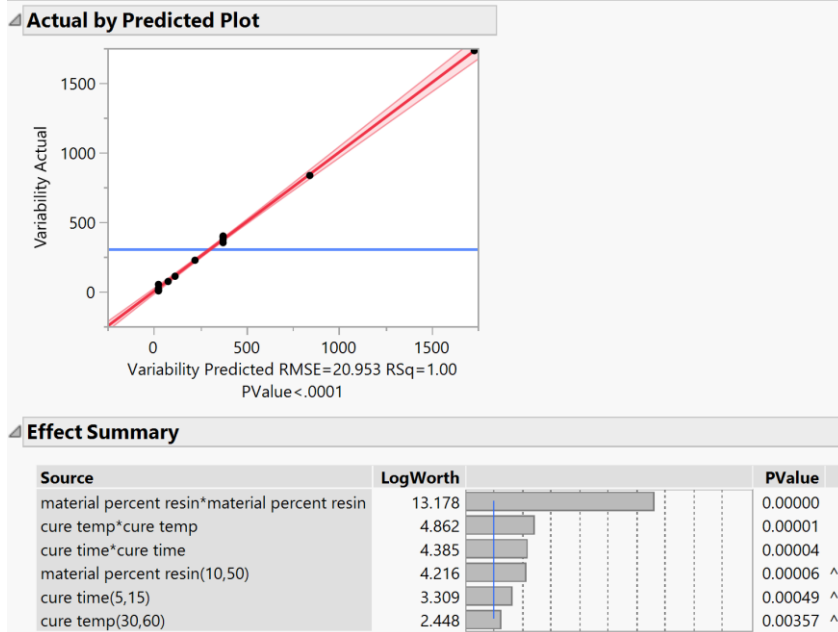 Actual by Predicted Plot
1500
1000
500
0
Variability Actual
0 500 1000 1500
Variability Predicted RMSE=20.953 RSq=1.00
PValue<.0001
Effect Summary
Source LogWorth PValue
material percent resin*material percent resin 13.178 0.00000
cure temp*cure temp 4.862 0.00001
cure time*cure time 4.385 0.00004
material percent resin(10,50) 4.216 0.00006 ^
cure time(5,15) 3.309 0.00049 ^
cure temp(30,60) 2.448 0.00357 ^